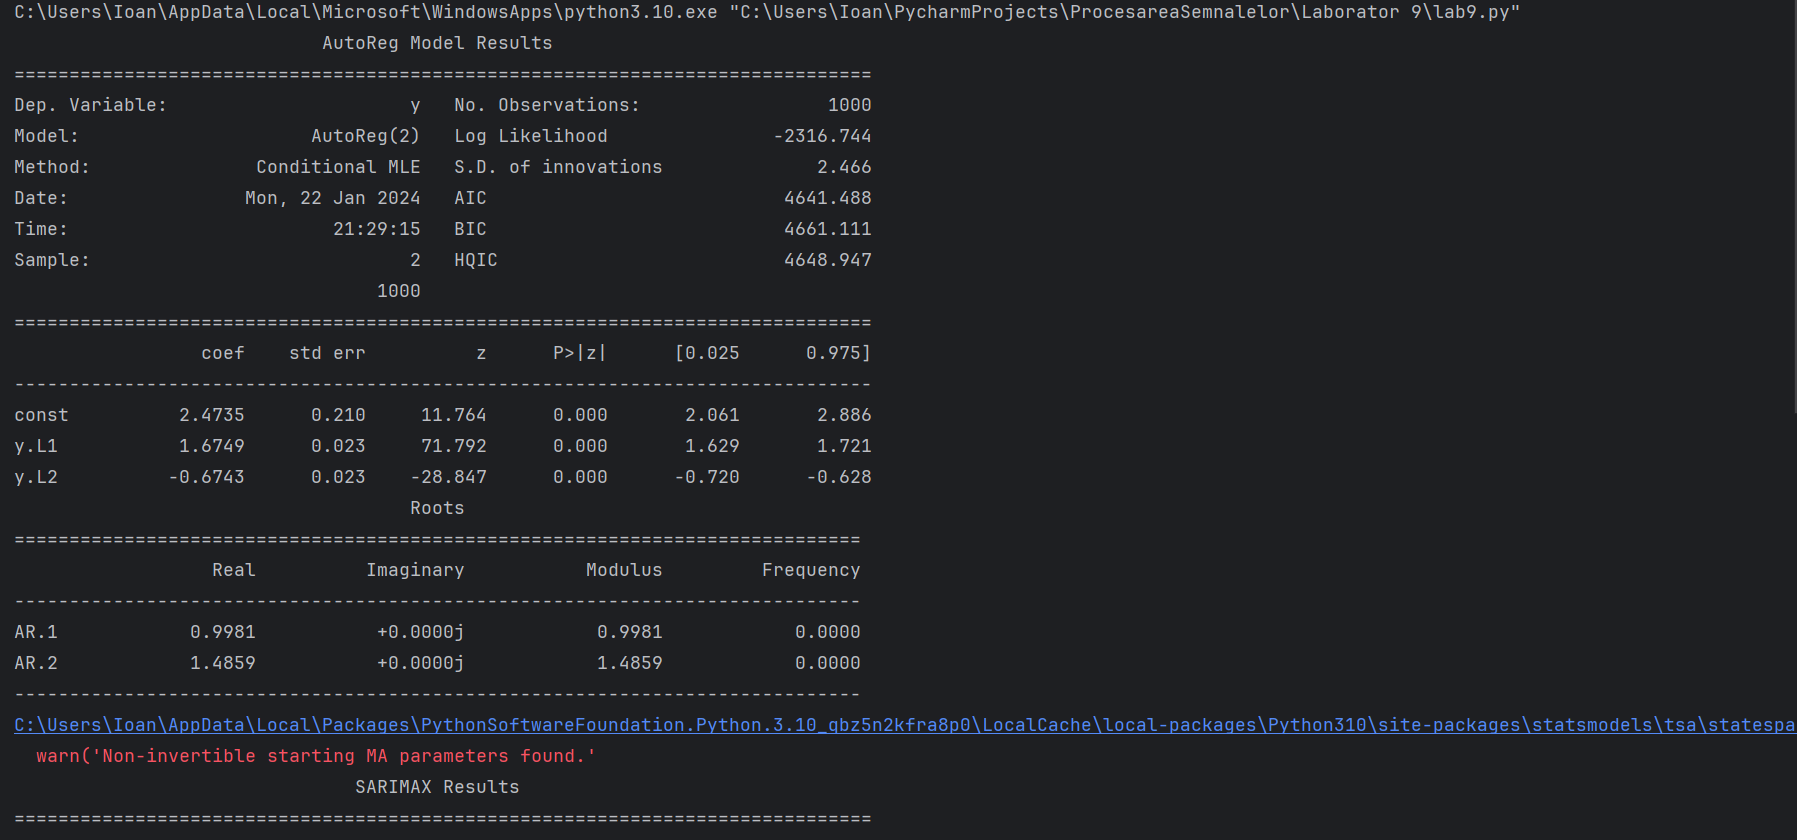 C:\Users\Ioan\AppData\Local\Microsoft\WindowsApps\python3.10.exe "C:\Users\Ioan\PycharmProjects\ProcesareaSemnalelor\Laborator 9\lab9.py"
                            AutoReg Model Results
==============================================================================
Dep. Variable:                      y   No. Observations:                 1000
Model:                     AutoReg(2)   Log Likelihood               -2316.744
Method:               Conditional MLE   S.D. of innovations              2.466
Date:                Mon, 22 Jan 2024   AIC                           4641.488
Time:                        21:29:15   BIC                           4661.111
Sample:                             2   HQIC                          4648.947
                                 1000
==============================================================================
                 coef    std err          z      P>|z|      [0.025      0.975]
------------------------------------------------------------------------------
const          2.4735      0.210     11.764      0.000       2.061       2.886
y.L1           1.6749      0.023     71.792      0.000       1.629       1.721
y.L2          -0.6743      0.023    -28.847      0.000      -0.720      -0.628
                                    Roots
=============================================================================
                  Real          Imaginary           Modulus         Frequency
-----------------------------------------------------------------------------
AR.1            0.9981           +0.0000j            0.9981            0.0000
AR.2            1.4859           +0.0000j            1.4859            0.0000
-----------------------------------------------------------------------------
C:\Users\Ioan\AppData\Local\Packages\PythonSoftwareFoundation.Python.3.10_qbz5n2kfra8p0\LocalCache\local-packages\Python310\site-packages\statsmodels\tsa\statespa
  warn('Non-invertible starting MA parameters found.'
                               SARIMAX Results
==============================================================================